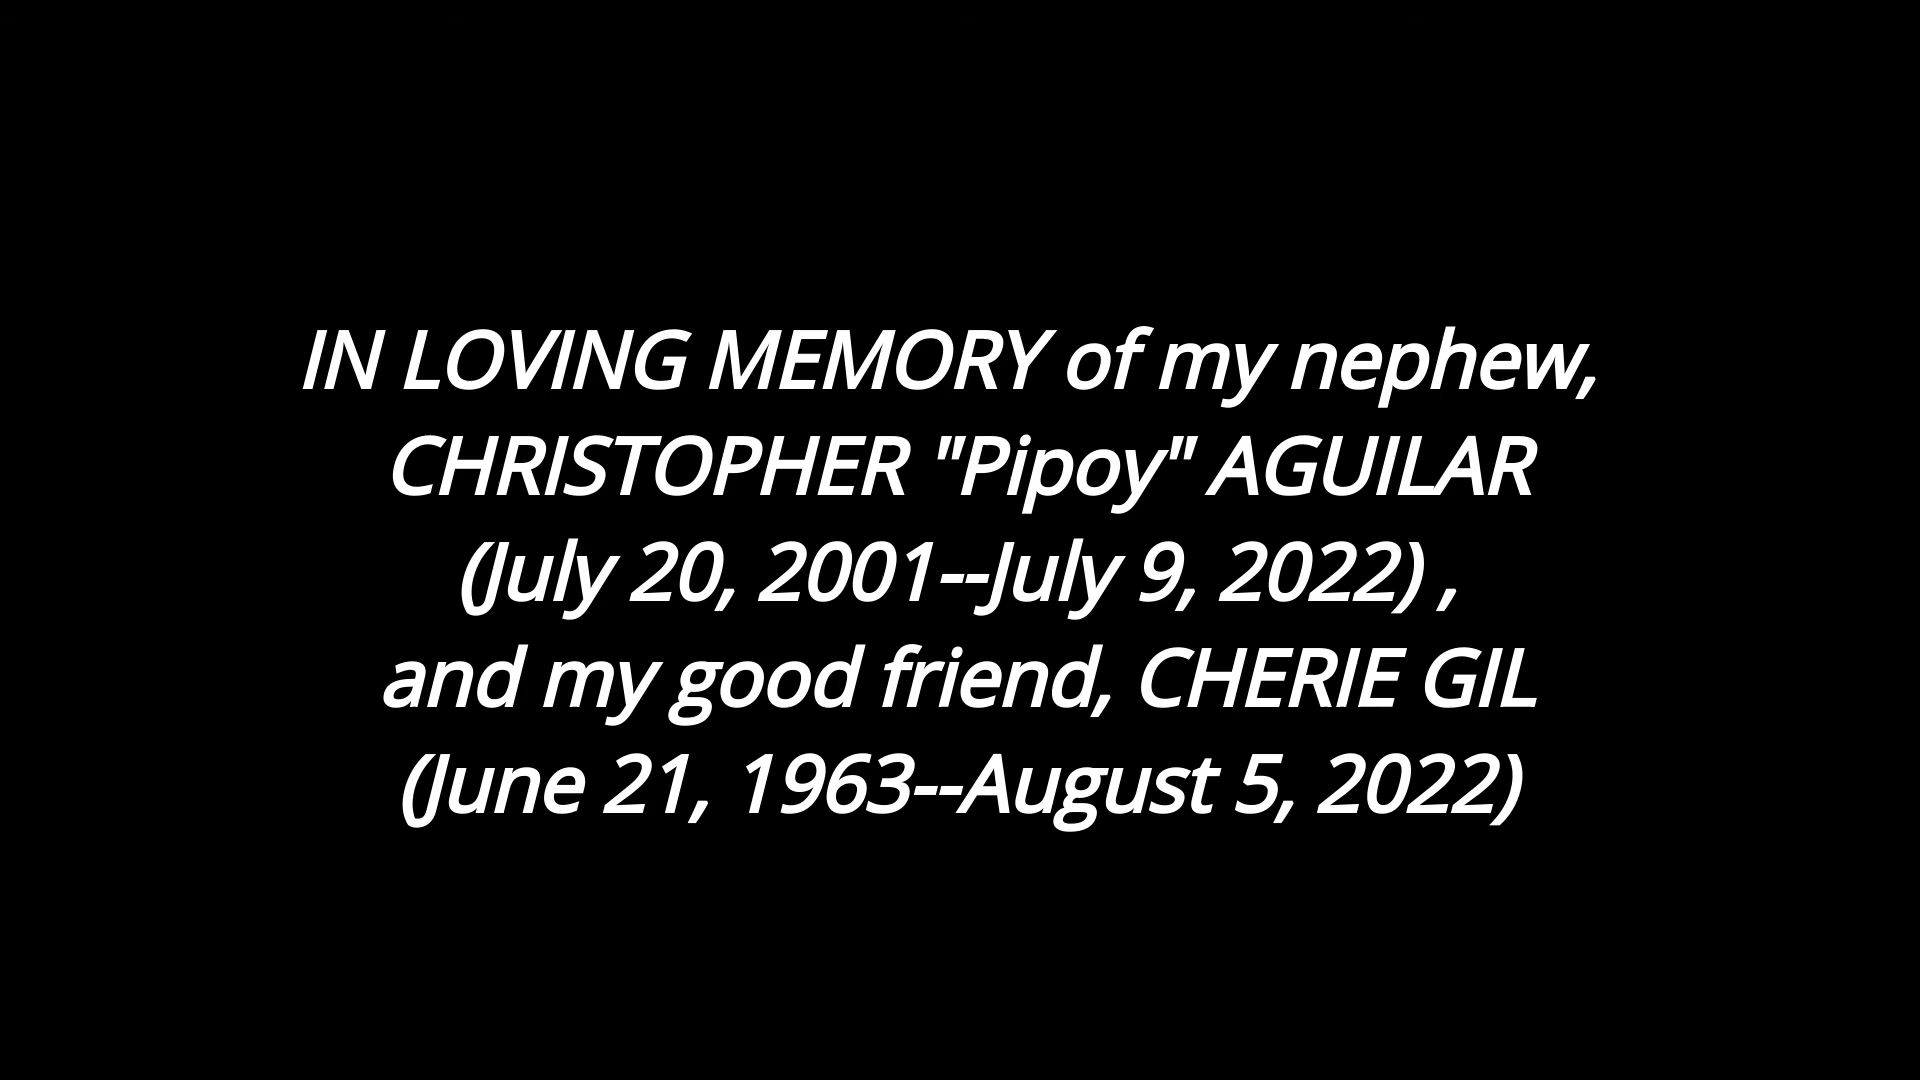 IN LOVING MEMORY of my nephew,
CHRISTOPHER "Pipoy" AGUILAR
(July 20, 2001--July 9, 2022) ,
and my good friend, CHERIE GIL
(June 21, 1963--August 5, 2022)